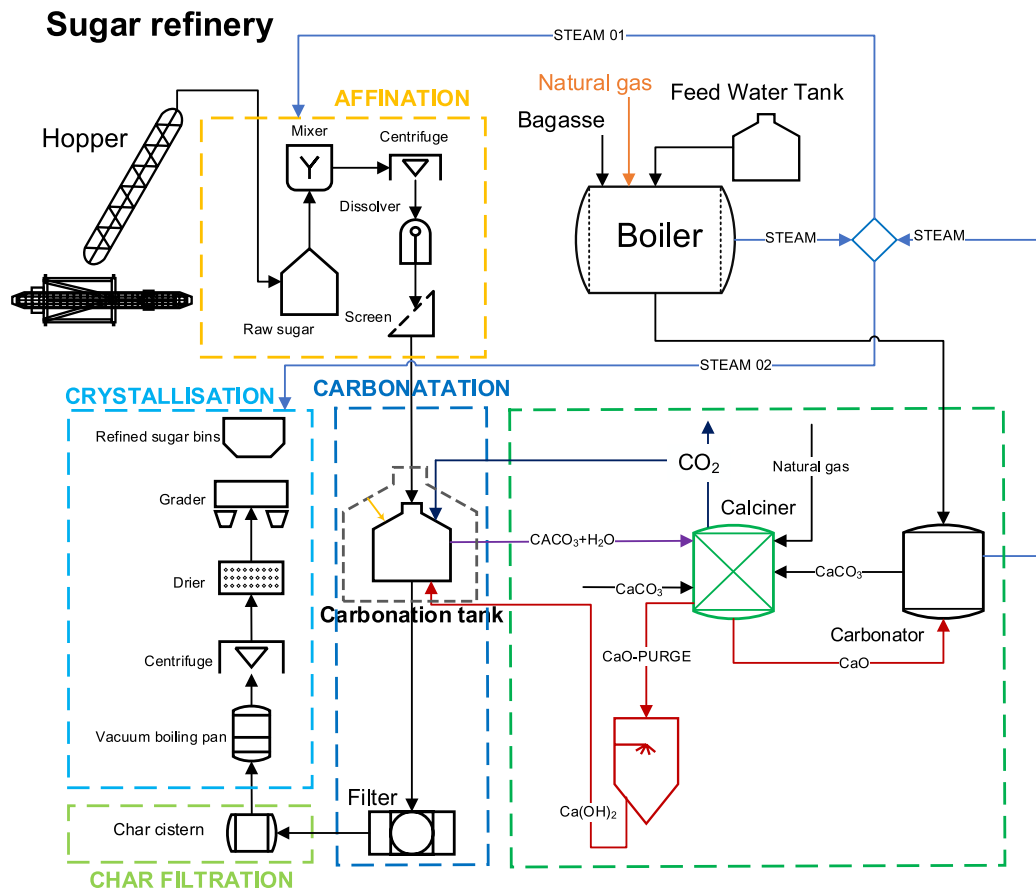 Sugar refinery
STEAM 01
Natural gas
Feed Water Tank
AFFINATION
Bagasse
Hopper
Mixer
Centrifuge
Dissolver
Boiler
STEAM
STEAM
Screen
Raw sugar
STEAM 02
CRYSTALLISATION
CARBONATATION
Refined sugar bins
CO2
Natural gas
Grader
Calciner
CACO3+H2O
Drier
CaCO3
CaCO3
Carbonation tank
Carbonator
Centrifuge
CaO-PURGE
CaO
Vacuum boiling pan
Filter
Ca(OH)2
Char cistern
CHAR FILTRATION